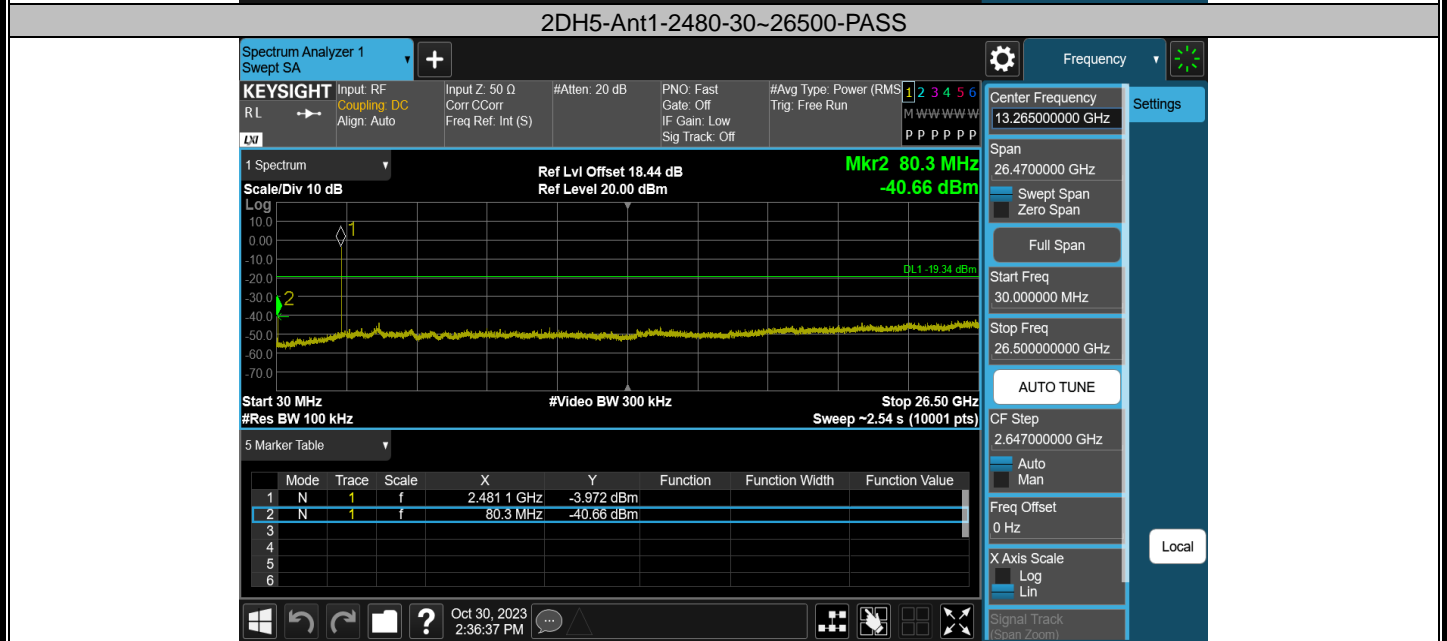 2DH5-Ant1-2480-30~26500-PASS
Spectrum Analyzer 1
Swept SA
+
Frequency
KEYSIGHT
RL
LXI
Input: RF
Coupling: DC
Align: Auto
Input Z: 50 Ω
Corr CCorr
Freq Ref: Int (S)
#Atten: 20 dB
PNO: Fast
Gate: Off
IF Gain: Low
Sig Track: Off
#Avg Type: Power (RMS
Trig: Free Run
1 2 3 4 5 6
M W W W W W
P P P P P P
Center Frequency
13.265000000 GHz
Settings
Span
26.4700000 GHz
Swept Span
Zero Span
Full Span
Start Freq
30.000000 MHz
Stop Freq
26.500000000 GHz
AUTO TUNE
CF Step
2.647000000 GHz
Auto
Man
Freq Offset
0 Hz
X Axis Scale
Log
Lin
Signal Track
(Span Zoom)
Local
1 Spectrum
Scale/Div 10 dB
Log
Ref Lvl Offset 18.44 dB
Ref Level 20.00 dBm
Mkr2 80.3 MHz
-40.66 dBm
10.0
0.00
-10.0
-20.0
-30.0
-40.0
-50.0
-60.0
-70.0
1
2
DL1 -19.34 dBm
Start 30 MHz
#Video BW 300 kHz
Stop 26.50 GHz
#Res BW 100 kHz
Sweep ~2.54 s (10001 pts)
5 Marker Table
Mode Trace Scale X Y Function Function Width Function Value
1 N 1 f 2.481 1 GHz -3.972 dBm
2 N 1 f 80.3 MHz -40.66 dBm
3
4
5
6
?
Oct 30, 2023
2:36:37 PM